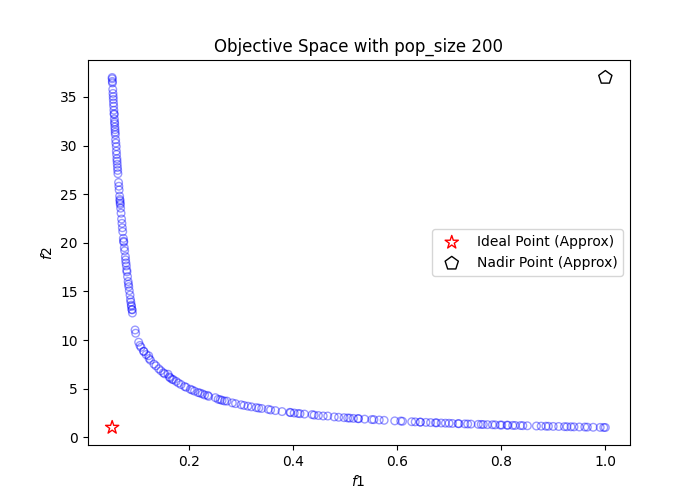 Objective Space with pop_size 200
f2
35
30
25
20
15
10
5
0
Ideal Point (Approx)
Nadir Point (Approx)
0.2 0.4 0.6 0.8 1.0
f1